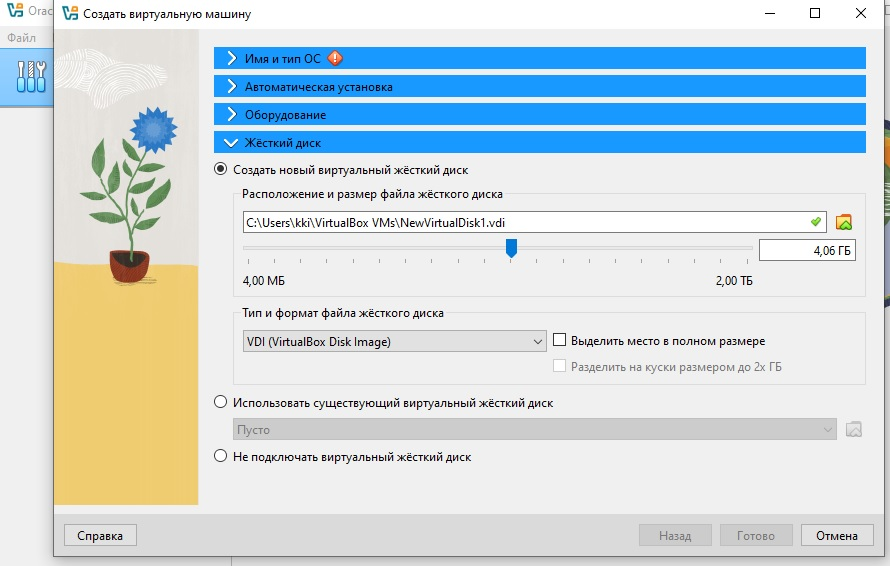 Orac
Создать виртуальную машину
Файл
Имя и тип ОС
Автоматическая установка
Оборудование
Жёсткий диск
Создать новый виртуальный жёсткий диск
Расположение и размер файла жёсткого диска
C:\Users\kki\VirtualBox VMs\NewVirtualDisk1.vdi
4,06 ГБ
4,00 МБ 2,00 ТБ
Тип и формат файла жёсткого диска
VDI (VirtualBox Disk Image) Выделить место в полном размере
Разделить на куски размером до 2х ГБ
Использовать существующий виртуальный жёсткий диск
Пусто
Не подключать виртуальный жёсткий диск
Справка Назад Готово Отмена